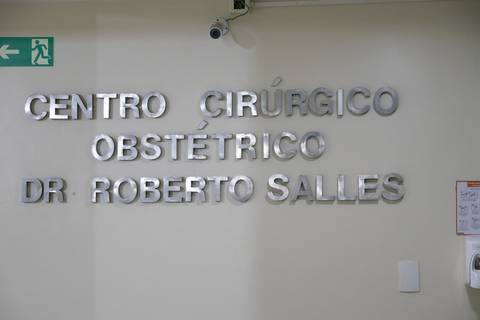 CENTRO CIRÚRGICO
OBSTÉTRICO
DR ROBERTO SALLES